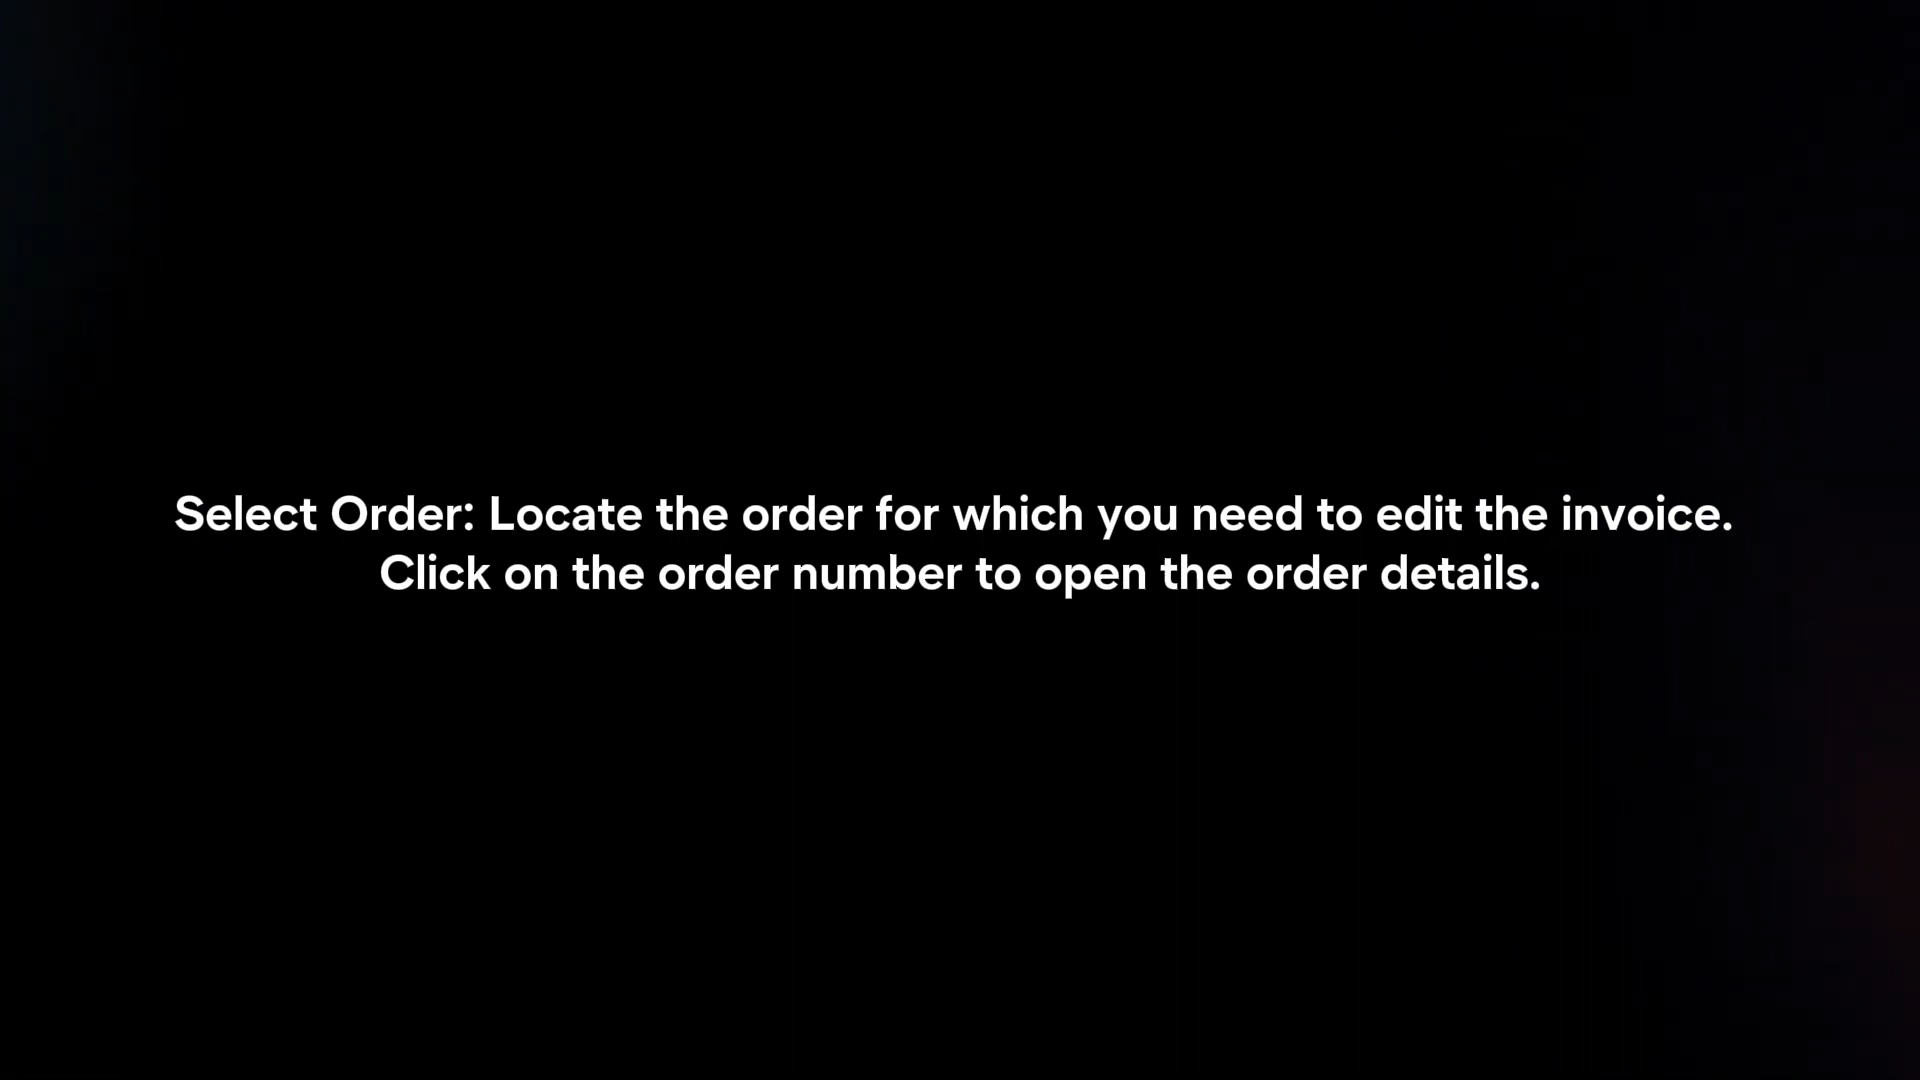 Select Order: Locate the order for which you need to edit the invoice.
Click on the order number to open the order details.